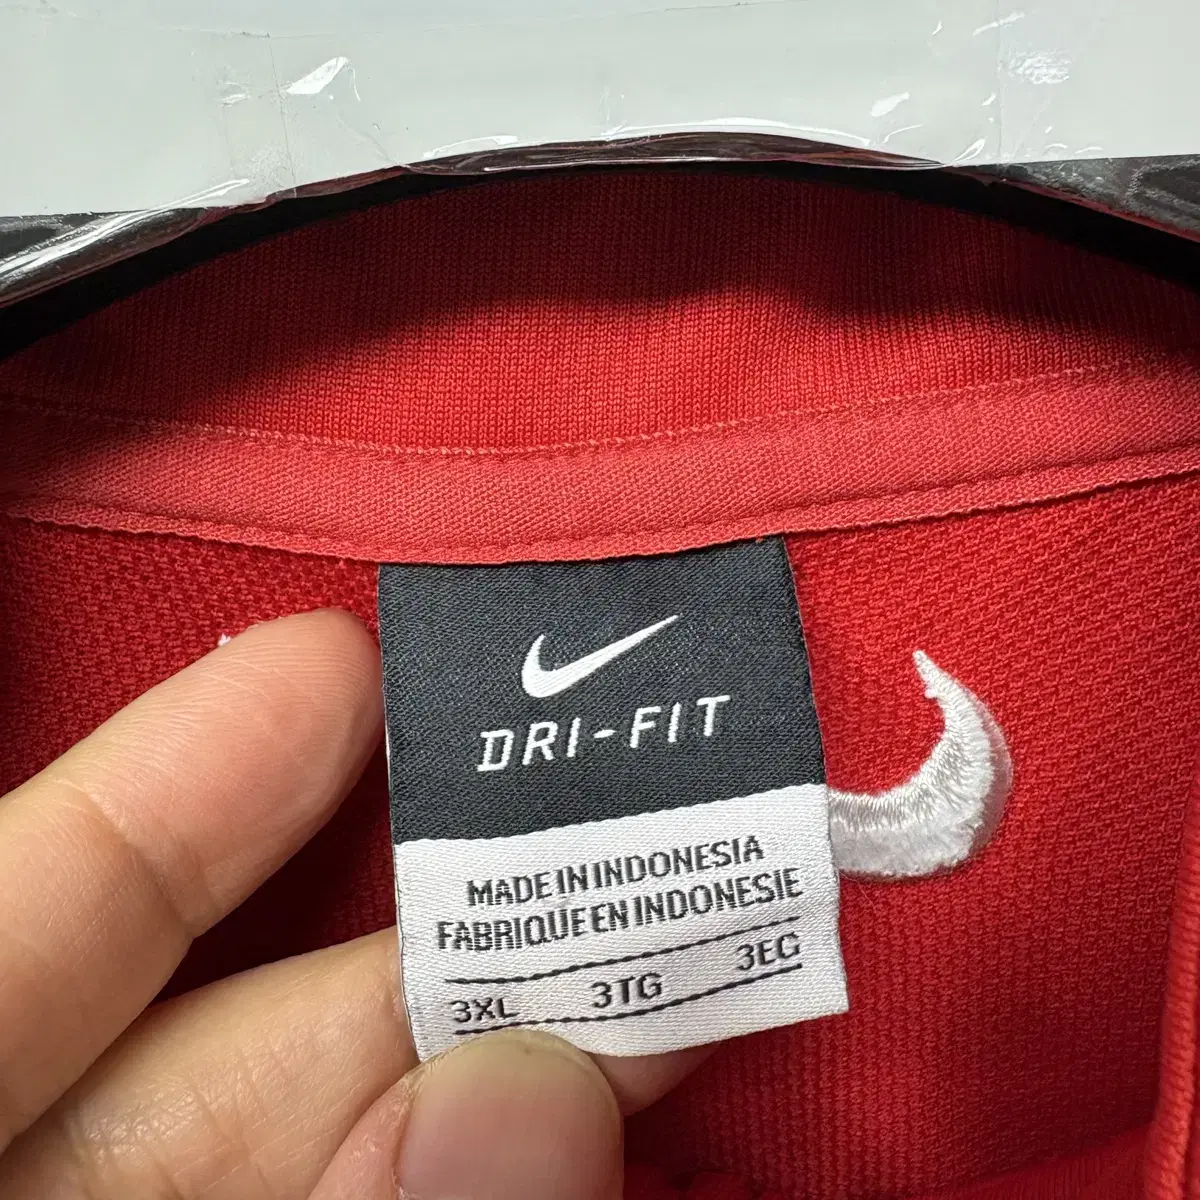 DRI-FIT
MADE IN INDONESIA
FABRIQUE EN INDONESIE
3XL 3TG 3EG